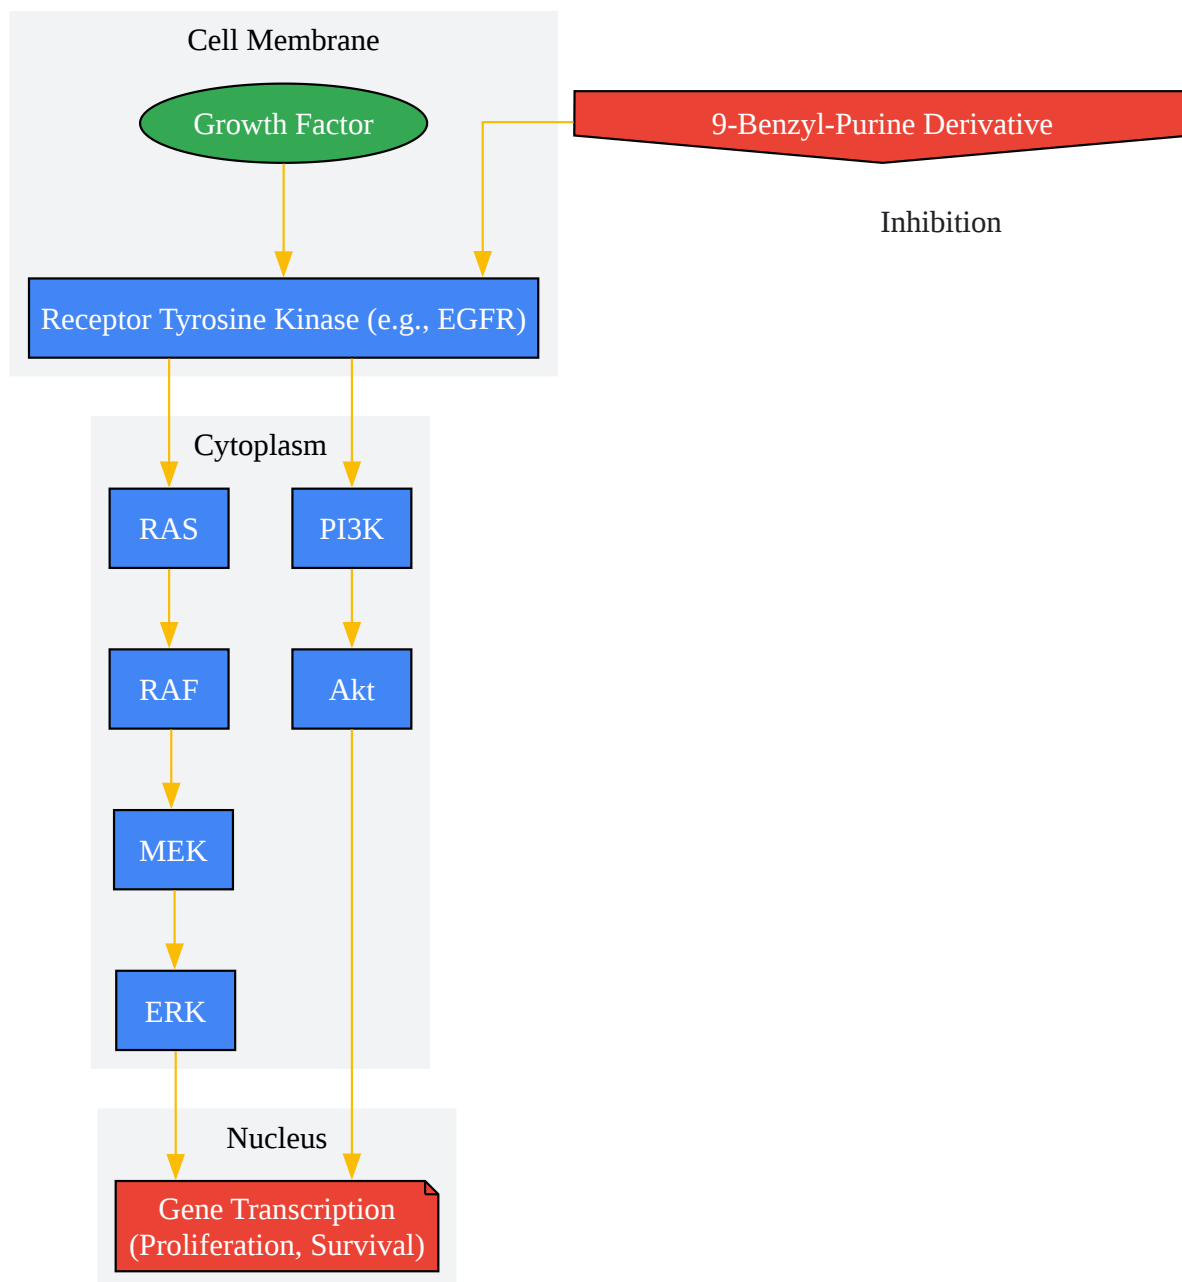 Cell Membrane
Growth Factor
9-Benzyl-Purine Derivative
Inhibition
Receptor Tyrosine Kinase (e.g., EGFR)
Cytoplasm
RAS
PI3K
RAF
Akt
MEK
ERK
Nucleus
Gene Transcription
(Proliferation, Survival)